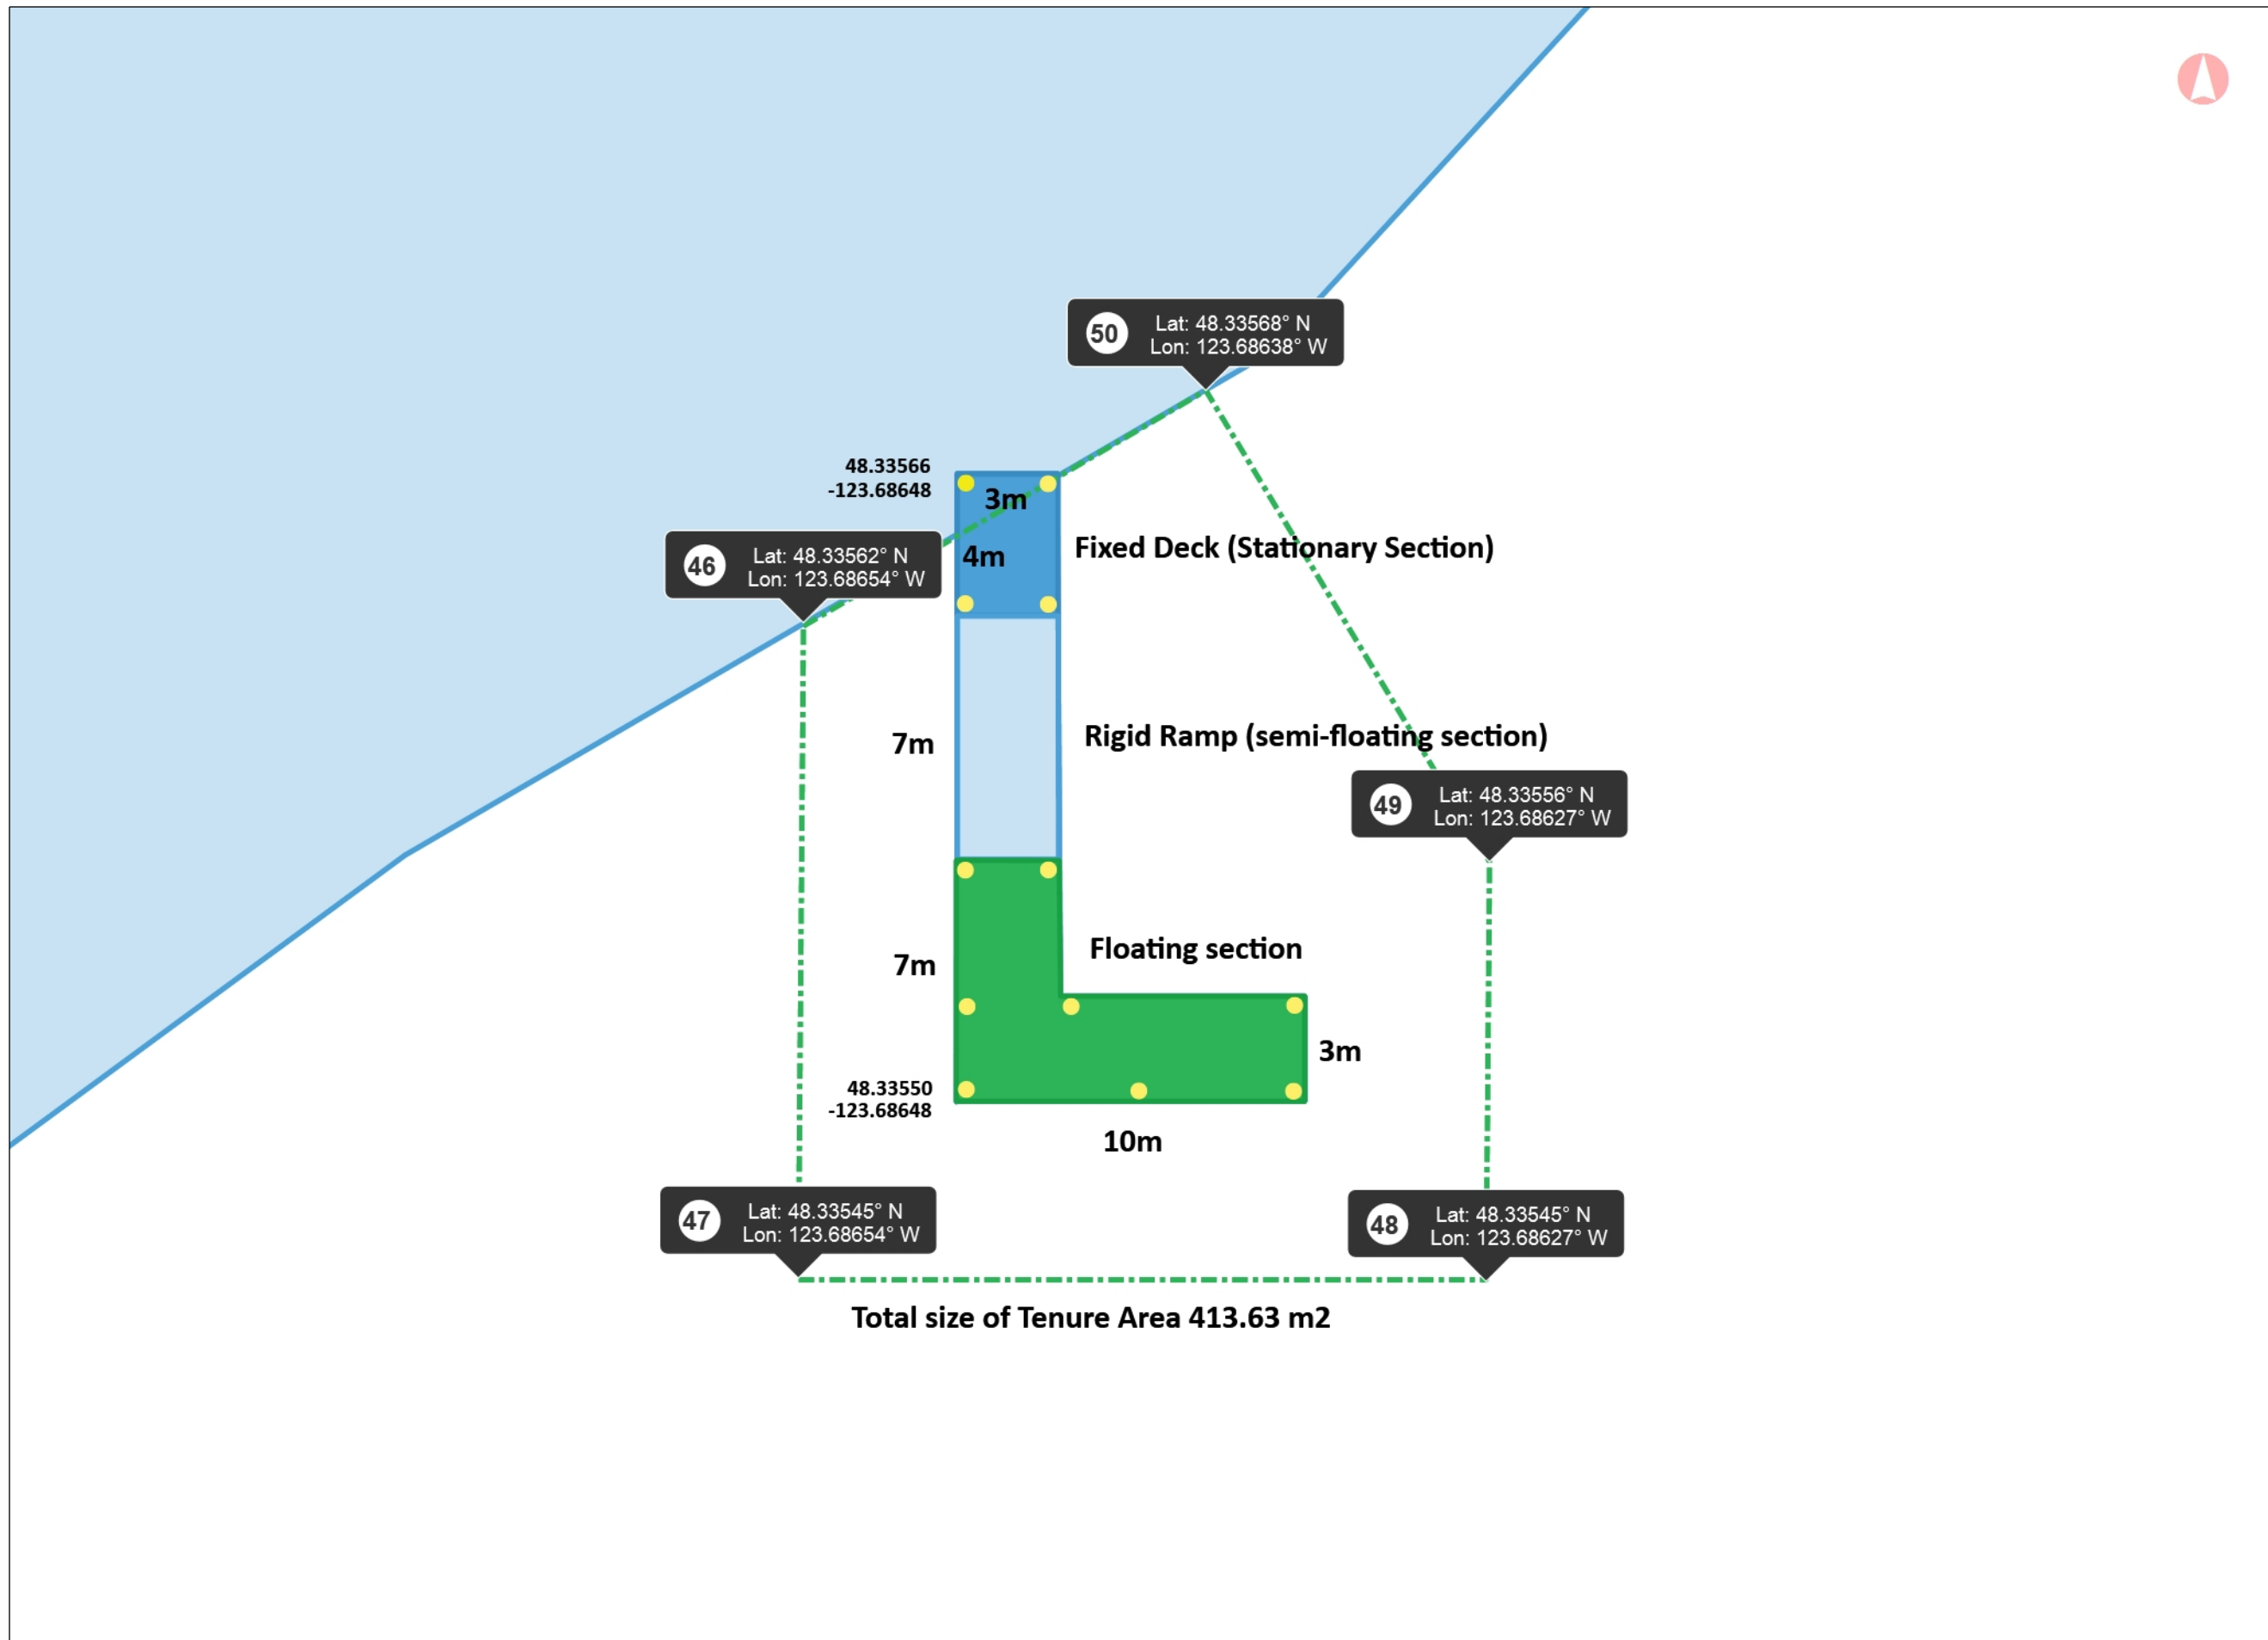 50
Lat: 48.33568° N
Lon: 123.68638° W
48.33566
-123.68648
3m
46
Lat: 48.33562° N
Lon: 123.68654° W
4m
Fixed Deck (Stationary Section)
7m
Rigid Ramp (semi-floating section)
49
Lat: 48.33556° N
Lon: 123.68627° W
7m
Floating section
3m
48.33550
-123.68648
10m
47
Lat: 48.33545° N
Lon: 123.68654° W
48
Lat: 48.33545° N
Lon: 123.68627° W
Total size of Tenure Area 413.63 m2